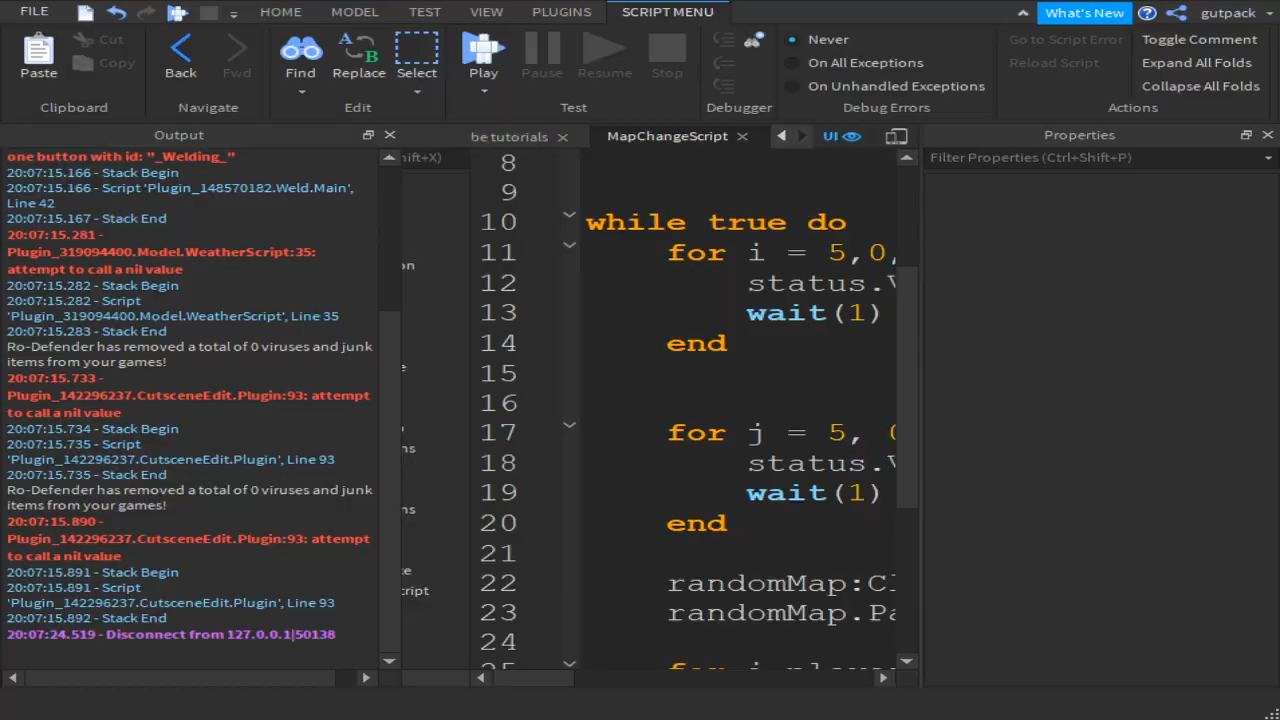 FILE HOME MODEL TEST VIEW PLUGINS SCRIPT MENU What's New gutpack
Paste Cut Copy Back Fwd Find Replace Select Play Pause Resume Stop Never On All Exceptions On Unhandled Exceptions Go to Script Error Reload Script Toggle Comment Expand All Folds Collapse All Folds
Clipboard Navigate Edit Test Debugger Debug Errors Actions
Output be tutorials MapChangeScript UI Properties
Filter Properties (Ctrl+Shift+P)
one button with id: "_Welding_"
20:07:15.166 - Stack Begin
20:07:15.166 - Script 'Plugin_148570182.Weld.Main',
Line 42
20:07:15.167 - Stack End
20:07:15.281 -
Plugin_319094400.Model.WeatherScript:35:
attempt to call a nil value
20:07:15.282 - Stack Begin
20:07:15.282 - Script
'Plugin_319094400.Model.WeatherScript', Line 35
20:07:15.283 - Stack End
Ro-Defender has removed a total of 0 viruses and junk
items from your games!
20:07:15.733 -
Plugin_142296237.CutsceneEdit.Plugin:93: attempt
to call a nil value
20:07:15.734 - Stack Begin
20:07:15.735 - Script
'Plugin_142296237.CutsceneEdit.Plugin', Line 93
20:07:15.735 - Stack End
Ro-Defender has removed a total of 0 viruses and junk
items from your games!
20:07:15.890 -
Plugin_142296237.CutsceneEdit.Plugin:93: attempt
to call a nil value
20:07:15.891 - Stack Begin
20:07:15.891 - Script
'Plugin_142296237.CutsceneEdit.Plugin', Line 93
20:07:15.892 - Stack End
20:07:24.519 - Disconnect from 127.0.0.1|50138
ift+X)
on
e
ns
ns
te
cript
8
9
10 while true do
11 for i = 5,0,
12 status.
13 wait(1)
14 end
15
16
17 for j = 5, 0
18 status.
19 wait(1)
20 end
21
22 randomMap:Cl
23 randomMap.Pa
24
25 for i,playe